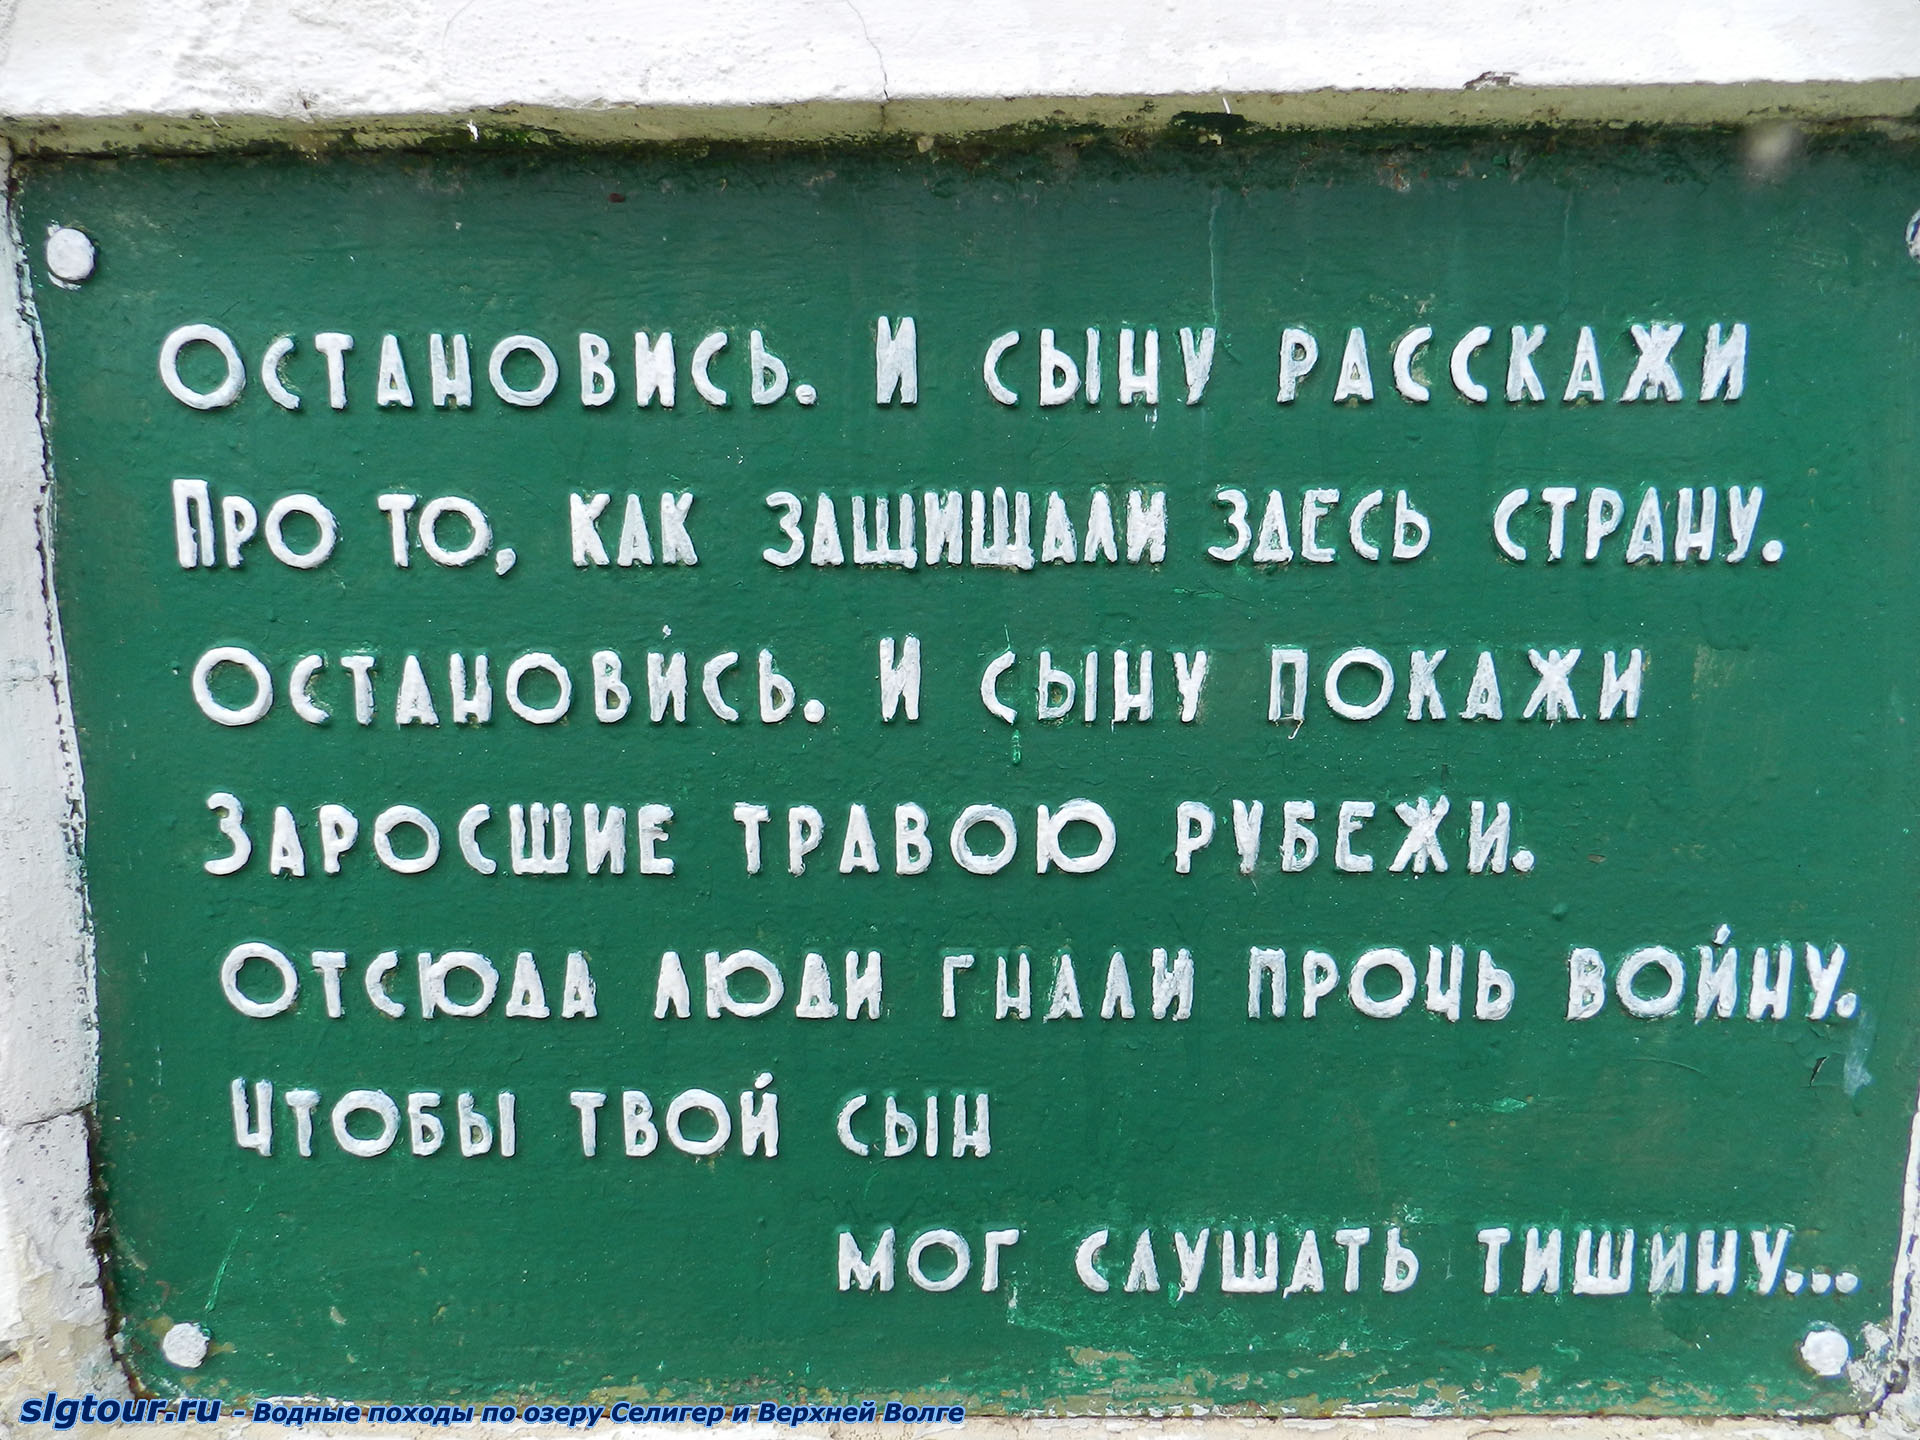 Остановись. И сыну расскажи
Про то, как защищали здесь страну.
Остановись. И сыну покажи
Заросшие травою рубежи.
Отсюда люди гнали прочь войну.
Чтобы твой сын
мог слушать тишину...
slgtour.ru - Водные походы по озеру Селигер и Верхней Волге